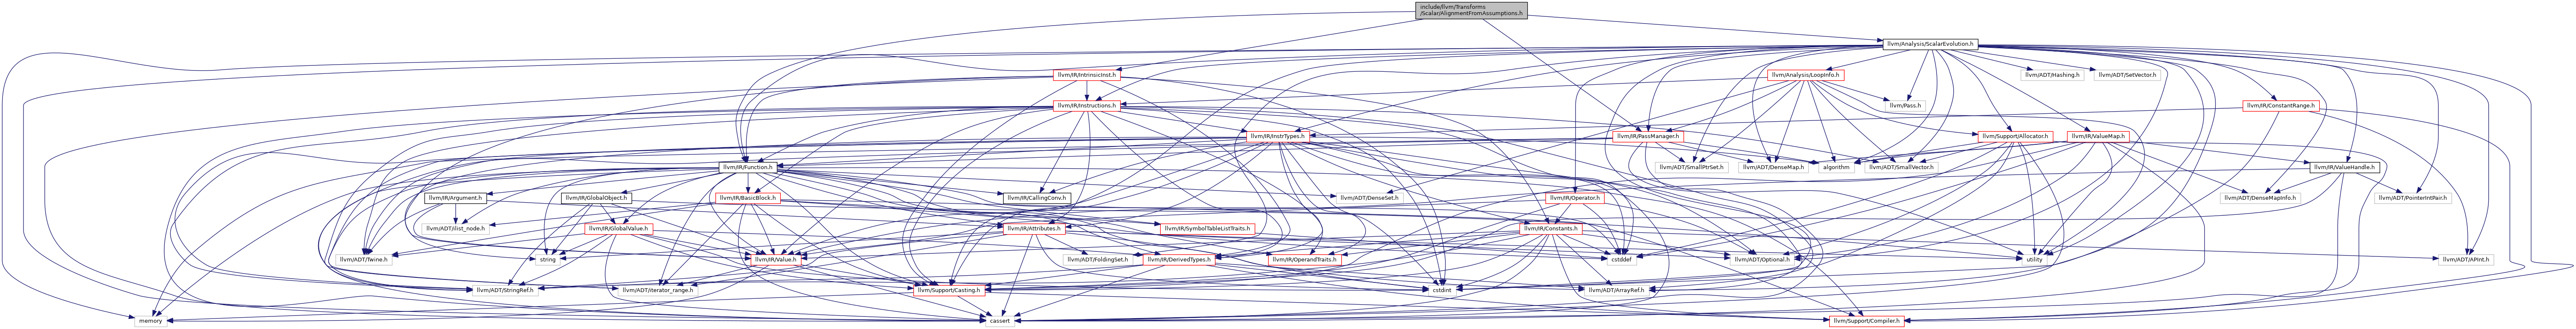 include/llvm/Transforms
/Scalar/AlignmentFromAssumptions.h
llvm/Analysis/ScalarEvolution.h
llvm/IR/IntrinsicInst.h
llvm/Analysis/LoopInfo.h
llvm/ADT/Hashing.h
llvm/ADT/SetVector.h
llvm/IR/Instructions.h
llvm/Pass.h
llvm/IR/ConstantRange.h
llvm/IR/InstrTypes.h
llvm/IR/PassManager.h
llvm/Support/Allocator.h
llvm/IR/ValueMap.h
llvm/IR/Function.h
llvm/ADT/SmallPtrSet.h
llvm/ADT/DenseMap.h
algorithm
llvm/ADT/SmallVector.h
llvm/IR/ValueHandle.h
llvm/IR/Argument.h
llvm/IR/GlobalObject.h
llvm/IR/BasicBlock.h
llvm/IR/CallingConv.h
llvm/ADT/DenseSet.h
llvm/IR/Operator.h
llvm/ADT/DenseMapInfo.h
llvm/ADT/PointerIntPair.h
llvm/ADT/ilist_node.h
llvm/IR/GlobalValue.h
llvm/IR/Attributes.h
llvm/IR/SymbolTableListTraits.h
llvm/IR/Constants.h
llvm/ADT/Twine.h
string
llvm/IR/Value.h
llvm/ADT/FoldingSet.h
llvm/IR/DerivedTypes.h
llvm/IR/OperandTraits.h
cstddef
llvm/ADT/Optional.h
utility
llvm/ADT/APInt.h
llvm/ADT/StringRef.h
llvm/ADT/iterator_range.h
llvm/Support/Casting.h
cstdint
llvm/ADT/ArrayRef.h
memory
cassert
llvm/Support/Compiler.h